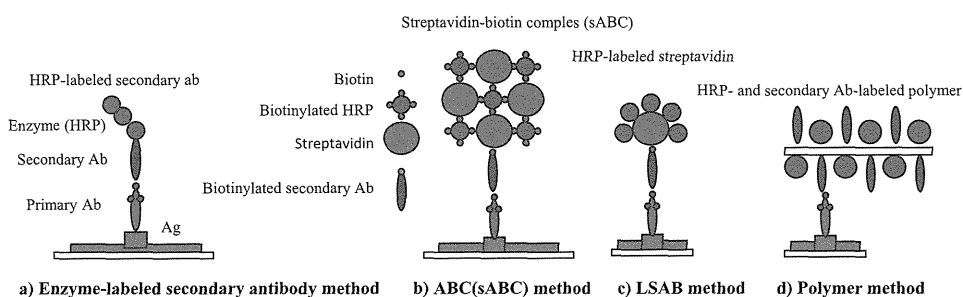 Streptavidin-biotin comples (sABC)
HRP-labeled secondary ab
Enzyme (HRP)
Secondary Ab
Primary Ab
Ag
Biotin
Biotinylated HRP
Streptavidin
Biotinylated secondary Ab
HRP-labeled streptavidin
HRP- and secondary Ab-labeled polymer
a) Enzyme-labeled secondary antibody method
b) ABC(sABC) method
c) LSAB method
d) Polymer method